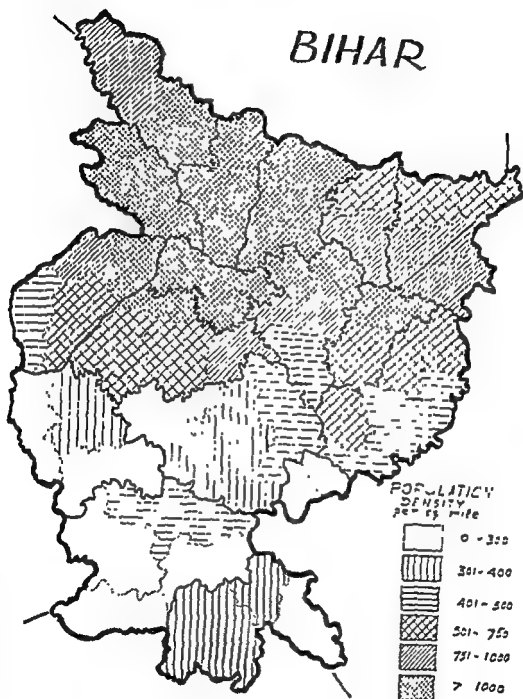 BIHAR
POPULATION
DENSITY
per sq mile
0 - 300
301 - 400
401 - 500
501 - 750
751 - 1000
> 1000